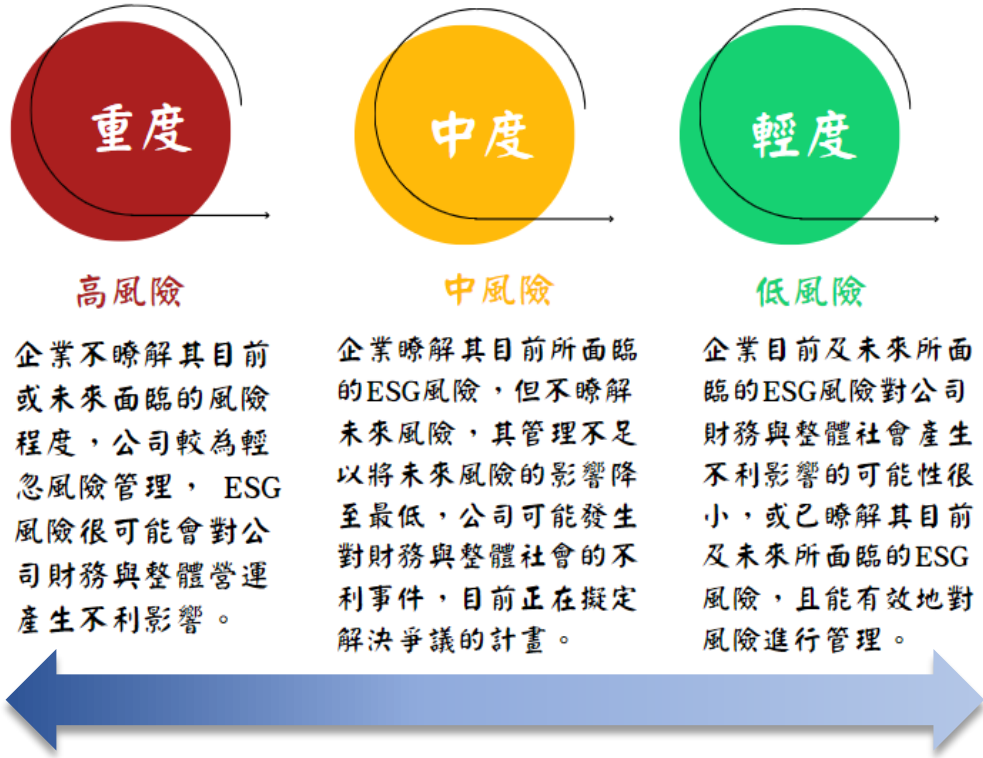 重度
高風險
企業不瞭解其目前
或未來面臨的風險
程度，公司較為輕
忽風險管理， ESG
風險很可能會對公
司財務與整體營運
產生不利影響。
中度
中風險
企業瞭解其目前所面臨
的ESG風險，但不瞭解
未來風險，其管理不足
以將未來風險的影響降
至最低，公司可能發生
對財務與整體社會的不
利事件，目前正在擬定
解決爭議的計畫。
輕度
低風險
企業目前及未來所面
臨的ESG風險對公司
財務與整體社會產生
不利影響的可能性很
小，或已瞭解其目前
及未來所面臨的ESG
風險，且能有效地對
風險進行管理。